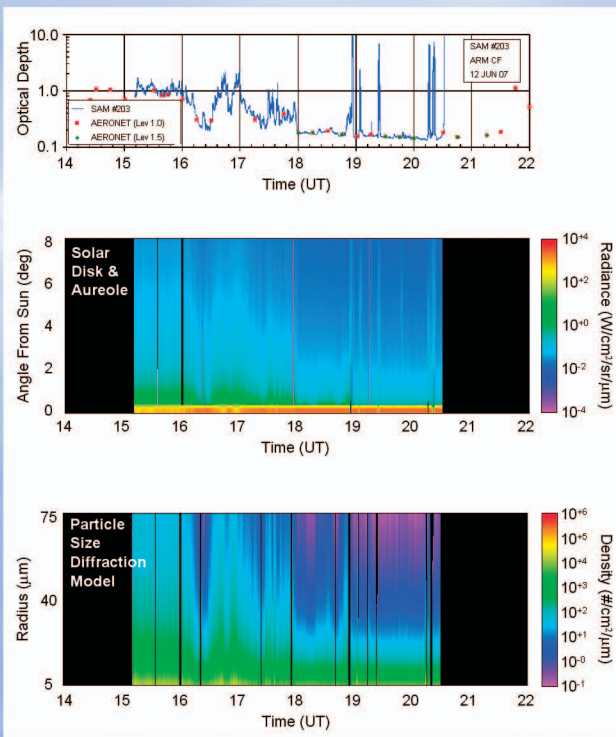 10.0
1.0
0.1
Optical Depth
SAM #203
ARM CF
12 JUN 07
SAM #203
AERONET (Lev 1.0)
AERONET (Lev 1.5)
14 15 16 17 18 19 20 21 22
Time (UT)
8
6
4
2
0
Angle From Sun (deg)
Solar
Disk &
Aureole
14 15 16 17 18 19 20 21 22
Time (UT)
10+4
10+2
10+0
10-2
10-4
Radiance (W/cm²/sr/µm)
75
40
5
Radius (µm)
Particle
Size
Diffraction
Model
14 15 16 17 18 19 20 21 22
Time (UT)
10+6
10+5
10+4
10+3
10+2
10+1
10-0
10-1
Density (#/cm²/µm)